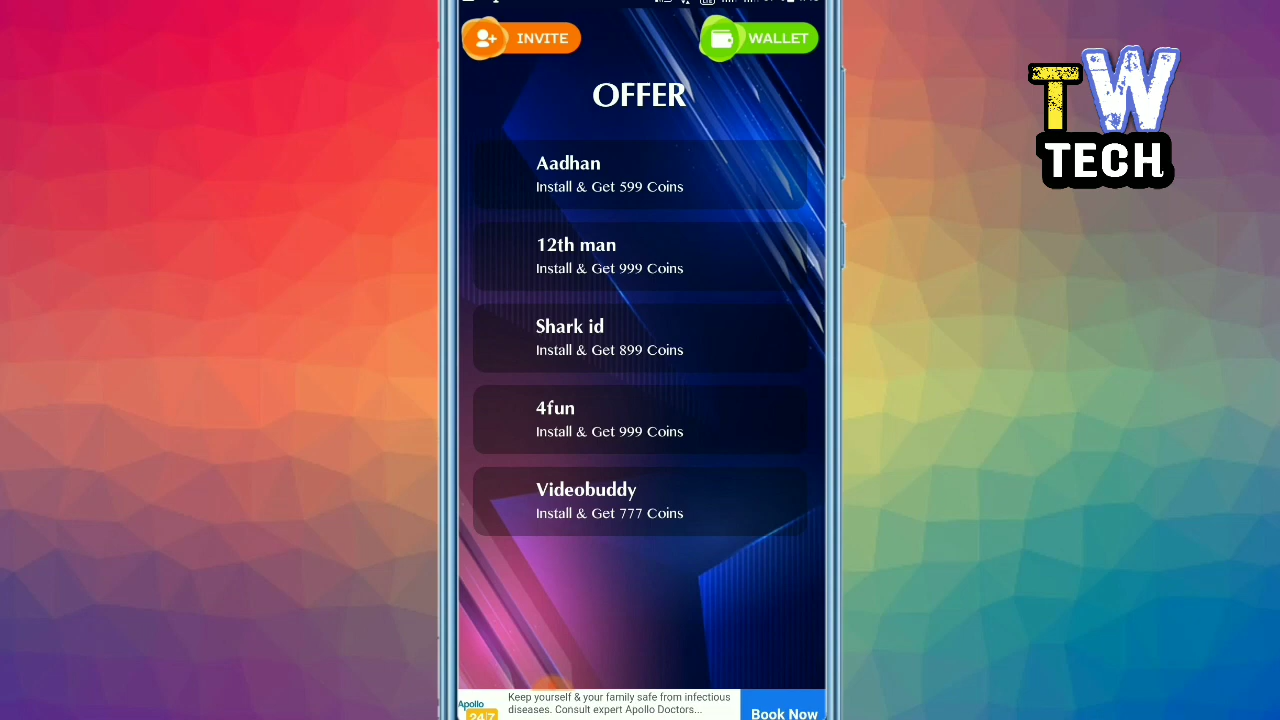 INVITE
WALLET
OFFER
TW
TECH
Aadhan
Install & Get 599 Coins
12th man
Install & Get 999 Coins
Shark id
Install & Get 899 Coins
4fun
Install & Get 999 Coins
Videobuddy
Install & Get 777 Coins
Apollo
24/7
Keep yourself & your family safe from infectious
diseases. Consult expert Apollo Doctors...
Book Now